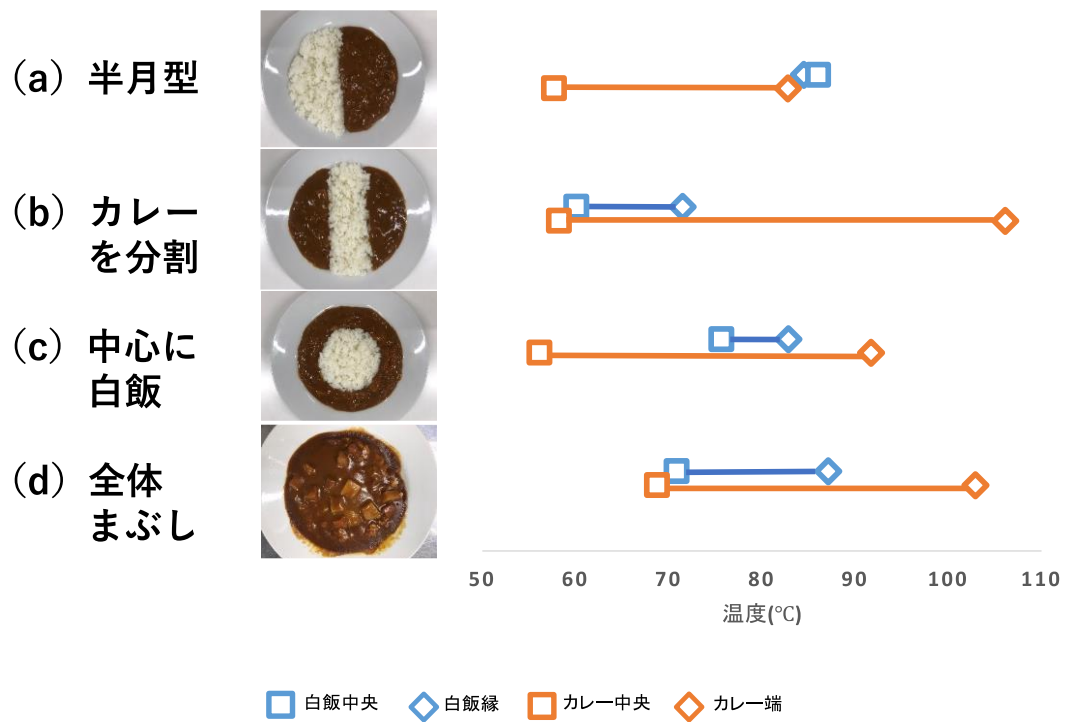 （a）半月型
（b）カレー
を分割
（c）中心に
白飯
（d）全体
まぶし
50 60 70 80 90 100 110
温度(℃)
白飯中央 白飯縁 カレー中央 カレー端